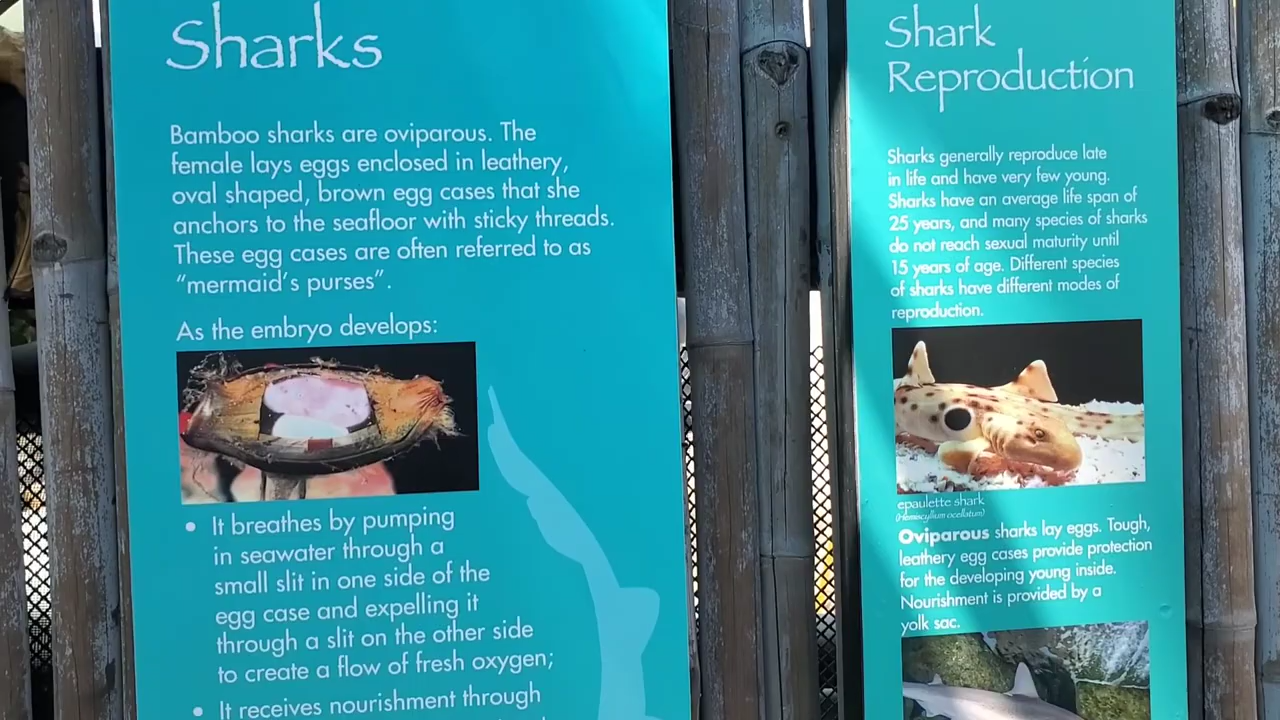 Sharks
Bamboo sharks are oviparous. The
female lays eggs enclosed in leathery,
oval shaped, brown egg cases that she
anchors to the seafloor with sticky threads.
These egg cases are often referred to as
“mermaid's purses”.
As the embryo develops:
• It breathes by pumping
in seawater through a
small slit in one side of the
egg case and expelling it
through a slit on the other side
to create a flow of fresh oxygen;
• It receives nourishment through
Shark
Reproduction
Sharks generally reproduce late
in life and have very few young.
Sharks have an average life span of
25 years, and many species of sharks
do not reach sexual maturity until
15 years of age. Different species
of sharks have different modes of
reproduction.
epaulette shark
(Hemiscyllium ocellatum)
Oviparous sharks lay eggs. Tough,
leathery egg cases provide protection
for the developing young inside.
Nourishment is provided by a
yolk sac.